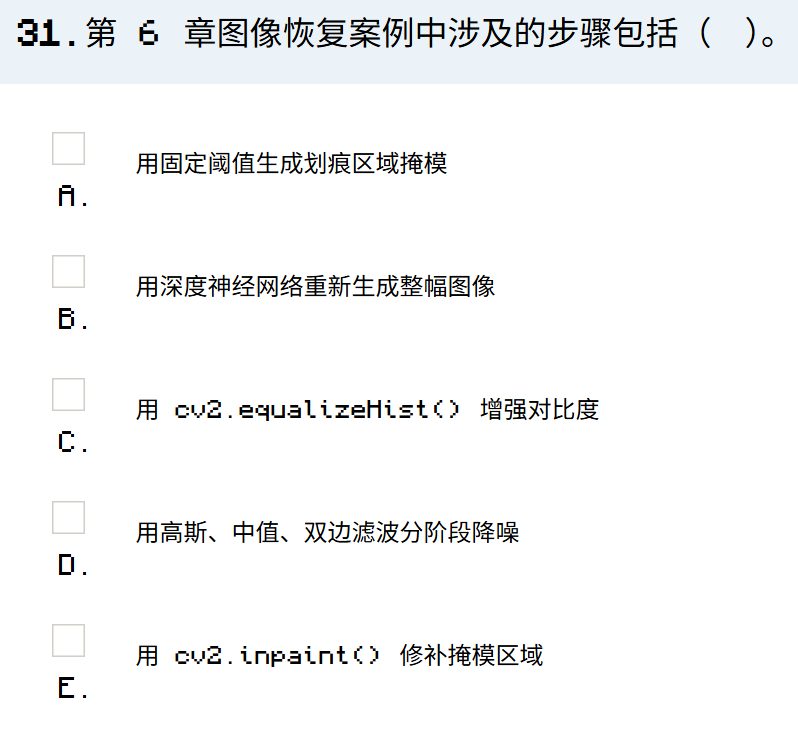 31.第 6 章图像恢复案例中涉及的步骤包括（ ）。
用固定阈值生成划痕区域掩模
A.
用深度神经网络重新生成整幅图像
B.
用 cv2.equalizeHist() 增强对比度
C.
用高斯、中值、双边滤波分阶段降噪
D.
用 cv2.inpaint() 修补掩模区域
E.